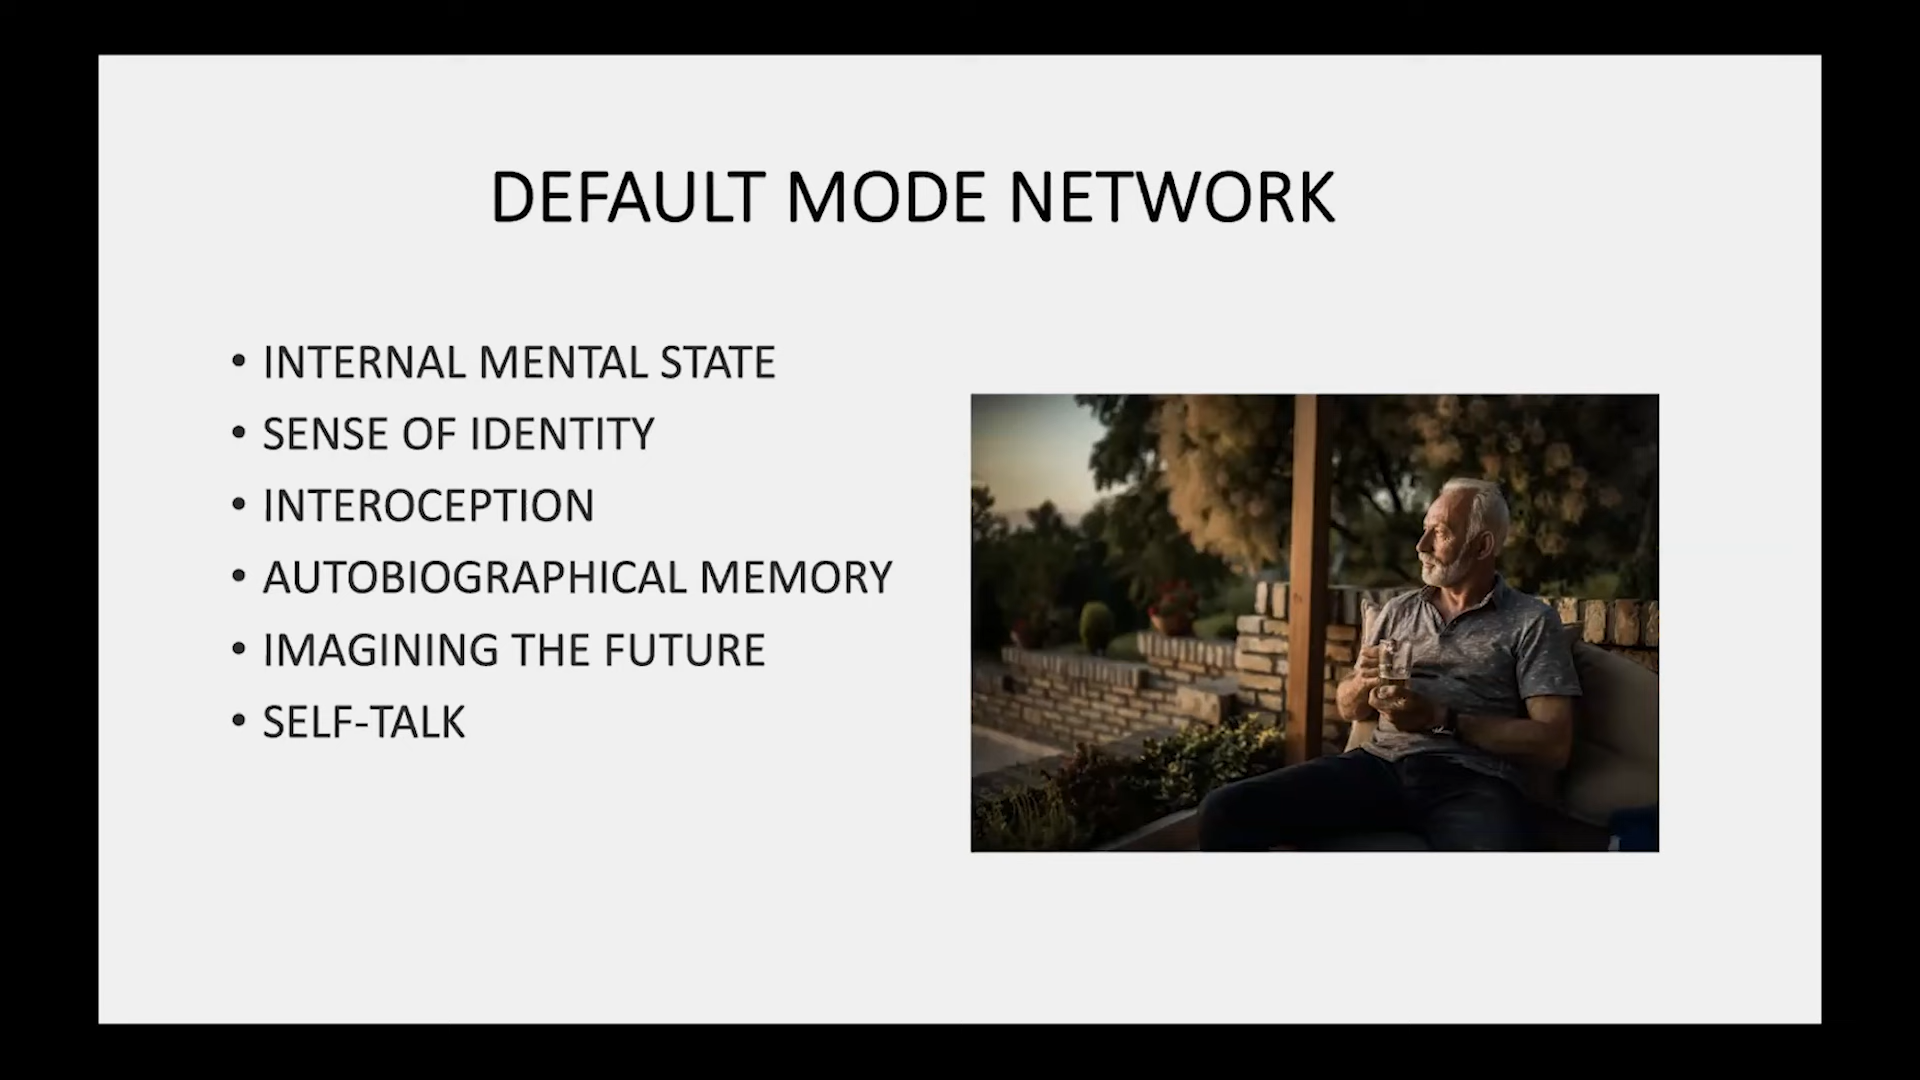 DEFAULT MODE NETWORK
• INTERNAL MENTAL STATE
• SENSE OF IDENTITY
• INTEROCEPTION
• AUTOBIOGRAPHICAL MEMORY
• IMAGINING THE FUTURE
• SELF-TALK